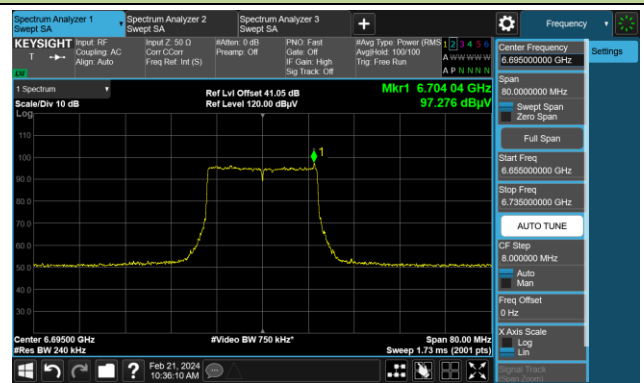 Spectrum Analyzer 1
Swept SA
Spectrum Analyzer 2
Swept SA
Spectrum Analyzer 3
Swept SA
+
Frequency
KEYSIGHT
T
Input: RF
Coupling: AC
Align: Auto
Input Z: 50 Ω
Corr CCorr
Freq Ref: Int (S)
#Atten: 0 dB
Preamp: Off
PNO: Fast
Gate: Off
IF Gain: High
Sig Track: Off
#Avg Type: Power (RMS
Avg|Hold: 100/100
Trig: Free Run
1 2 3 4 5 6
A W W W W W
A P N N N N
1 Spectrum
Scale/Div 10 dB
Log
Ref Lvl Offset 41.05 dB
Ref Level 120.00 dBµV
Mkr1 6.704 04 GHz
97.276 dBµV
110
100
90.0
80.0
70.0
60.0
50.0
40.0
30.0
1
Center 6.69500 GHz
#Res BW 240 kHz
#Video BW 750 kHz*
Span 80.00 MHz
Sweep 1.73 ms (2001 pts)
Center Frequency
6.695000000 GHz
Settings
Span
80.0000000 MHz
Swept Span
Zero Span
Full Span
Start Freq
6.655000000 GHz
Stop Freq
6.735000000 GHz
AUTO TUNE
CF Step
8.000000 MHz
Auto
Man
Freq Offset
0 Hz
X Axis Scale
Log
Lin
Signal Track
(Span Zoom)
?
Feb 21, 2024
10:36:10 AM